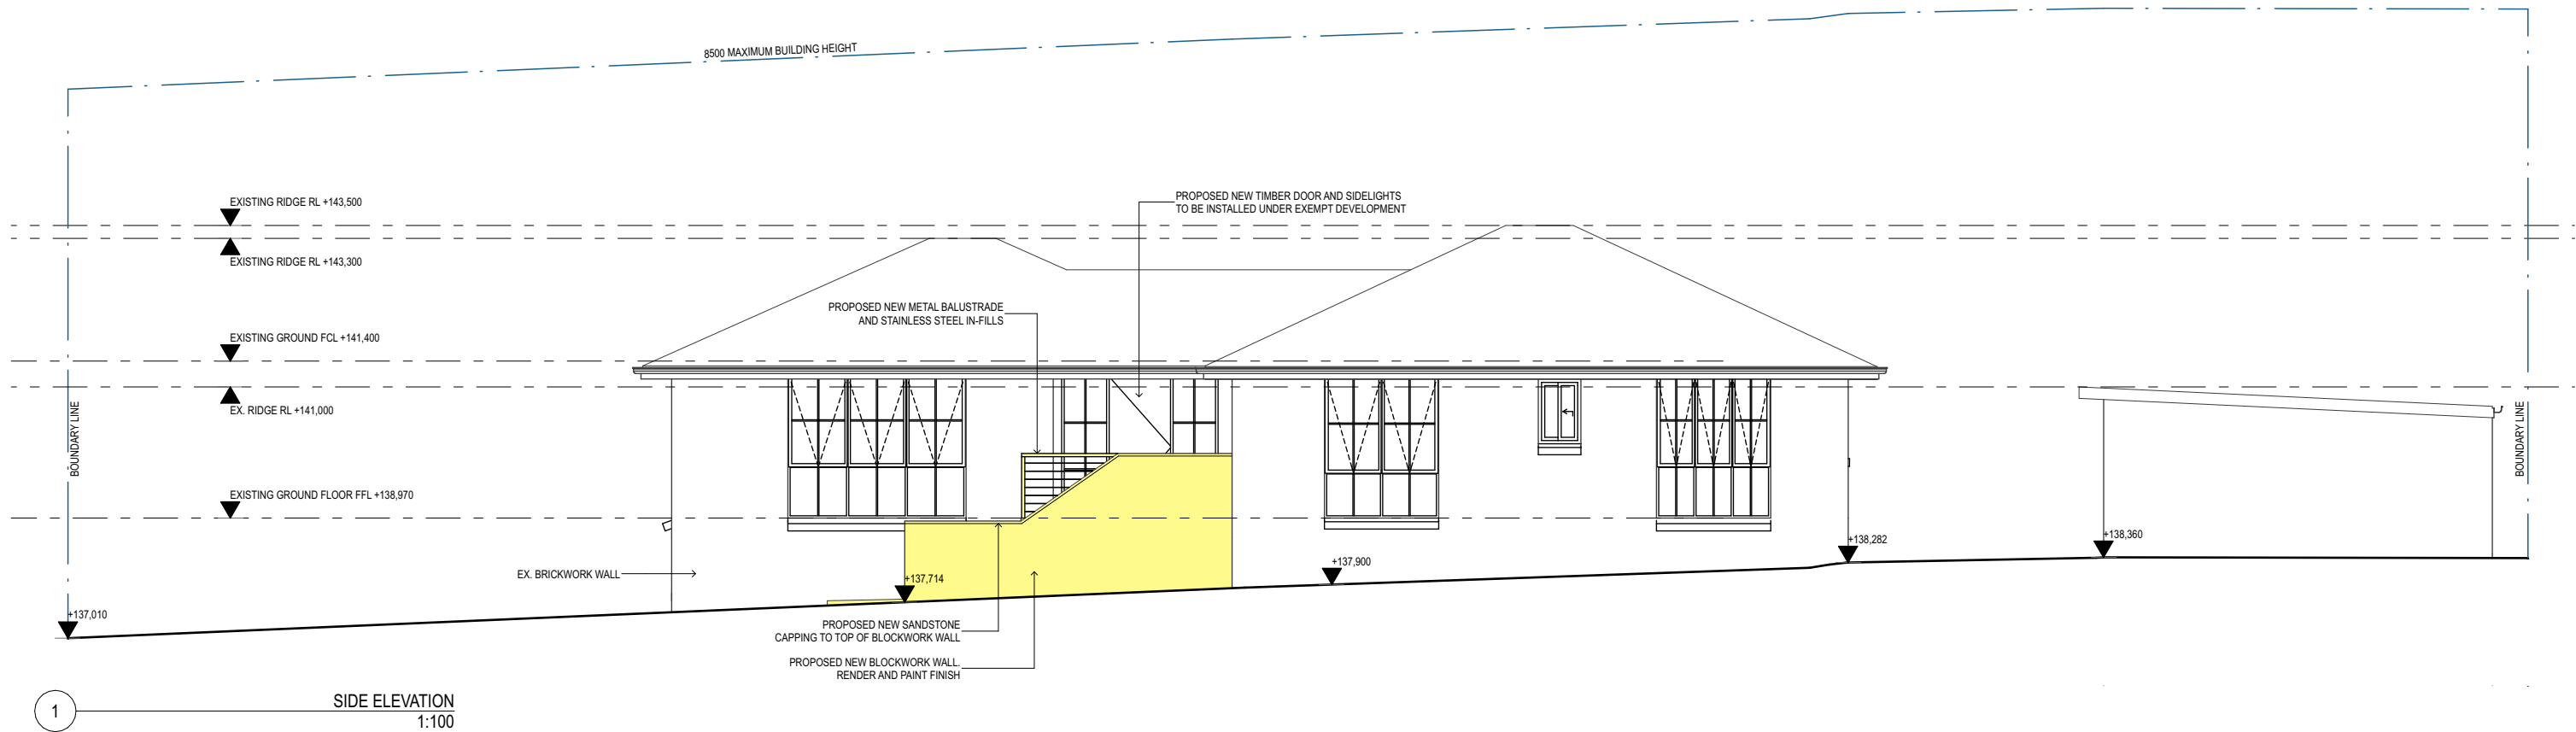 8500 MAXIMUM BUILDING HEIGHT
EXISTING RIDGE RL +143,500
PROPOSED NEW TIMBER DOOR AND SIDELIGHTS
TO BE INSTALLED UNDER EXEMPT DEVELOPMENT
EXISTING RIDGE RL +143,300
PROPOSED NEW METAL BALUSTRADE
AND STAINLESS STEEL IN-FILLS
EXISTING GROUND FCL +141,400
EX. RIDGE RL +141,000
BOUNDARY LINE
BOUNDARY LINE
EXISTING GROUND FLOOR FFL +138,970
+138,360
+138,282
+137,900
EX. BRICKWORK WALL
+137,714
+137,010
PROPOSED NEW SANDSTONE
CAPPING TO TOP OF BLOCKWORK WALL
PROPOSED NEW BLOCKWORK WALL.
RENDER AND PAINT FINISH
1
SIDE ELEVATION
1:100